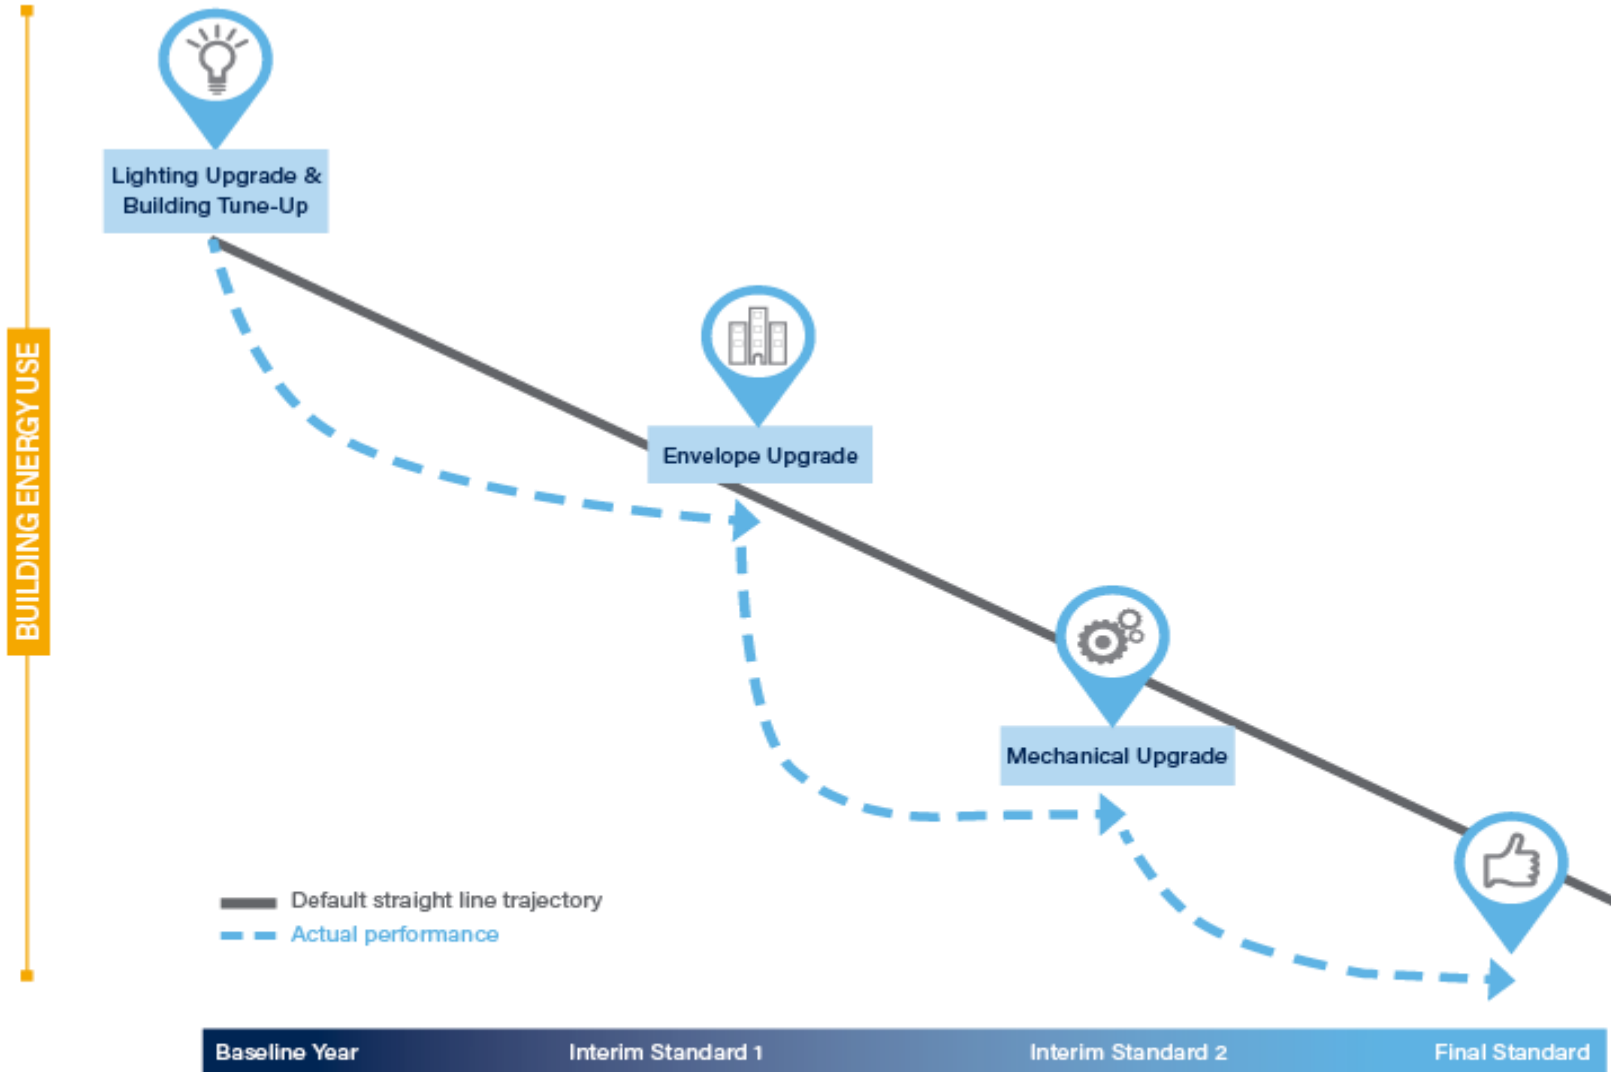 BUILDING ENERGY USE
Lighting Upgrade &
Building Tune-Up
Envelope Upgrade
Mechanical Upgrade
Default straight line trajectory
Actual performance
Baseline Year
Interim Standard 1
Interim Standard 2
Final Standard